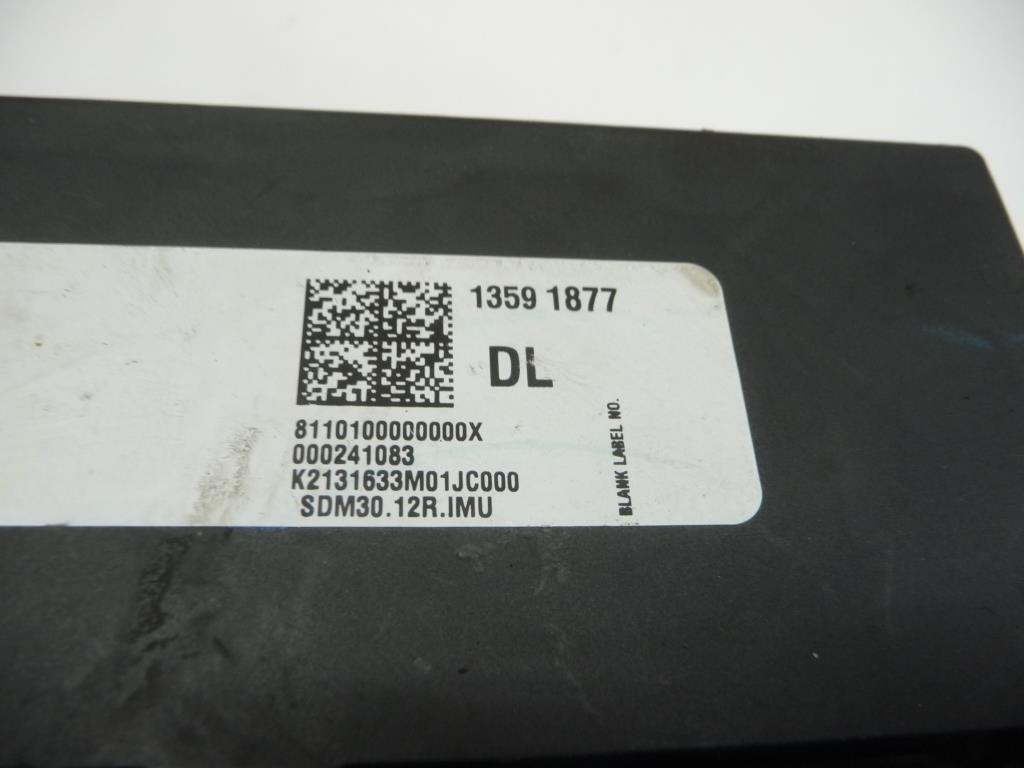 1359 1877
DL
8110100000000X
000241083
K2131633M01JC000
SDM30.12R.IMU
BLANK LABEL NO.